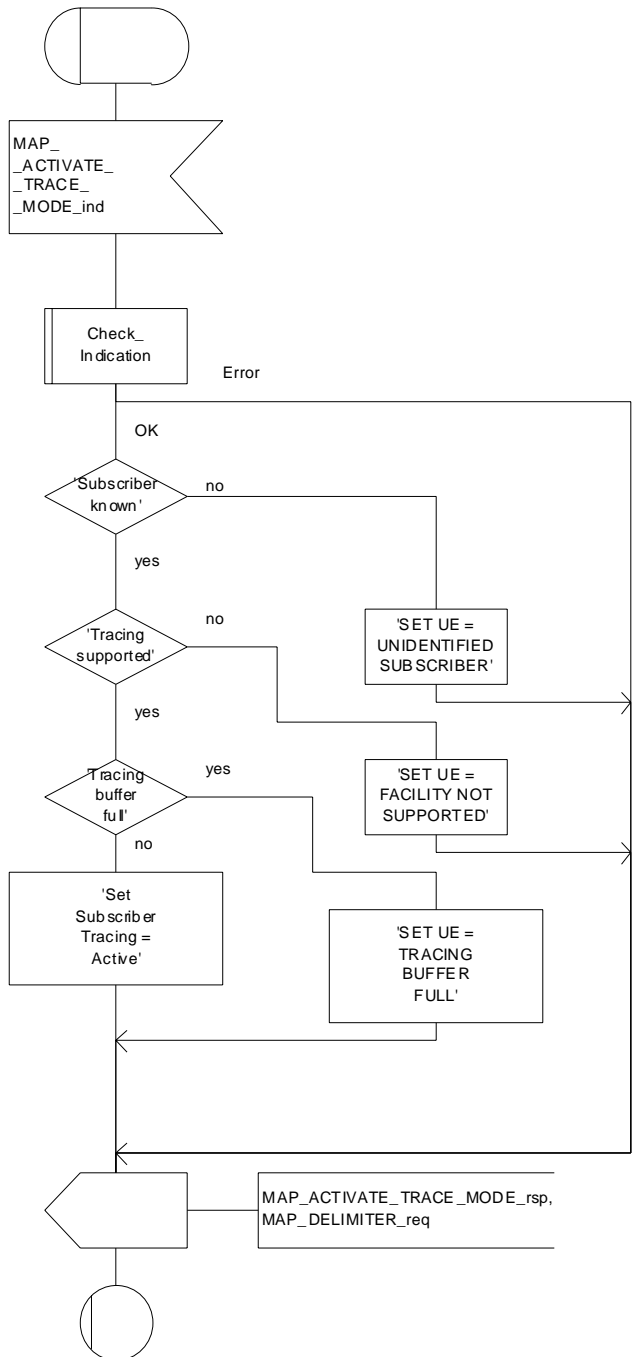 MAP_
_ACTIVATE_
_TRACE_
_MODE_ind
Check_
Indication
Error
OK
'Subscriber
known'
no
yes
'Tracing
supported'
no
'SET UE =
UNIDENTIFIED
SUBSCRIBER'
yes
'Tracing
buffer
full'
yes
'SET UE =
FACILITY NOT
SUPPORTED'
no
'Set
Subscriber
Tracing =
Active'
'SET UE =
TRACING
BUFFER
FULL'
MAP_ACTIVATE_TRACE_MODE_rsp,
MAP_DELIMITER_req